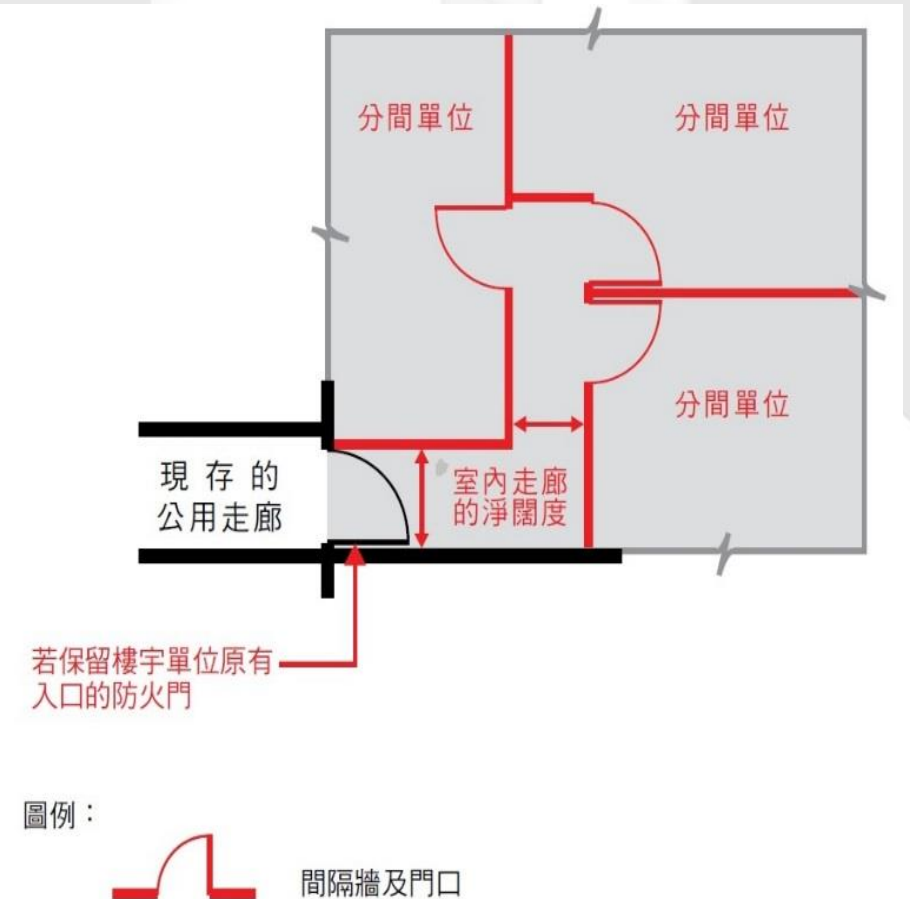 分間單位
分間單位
分間單位
現存的
公用走廊
室內走廊
的淨闊度
若保留樓宇單位原有
入口的防火門
圖例：
間隔牆及門口